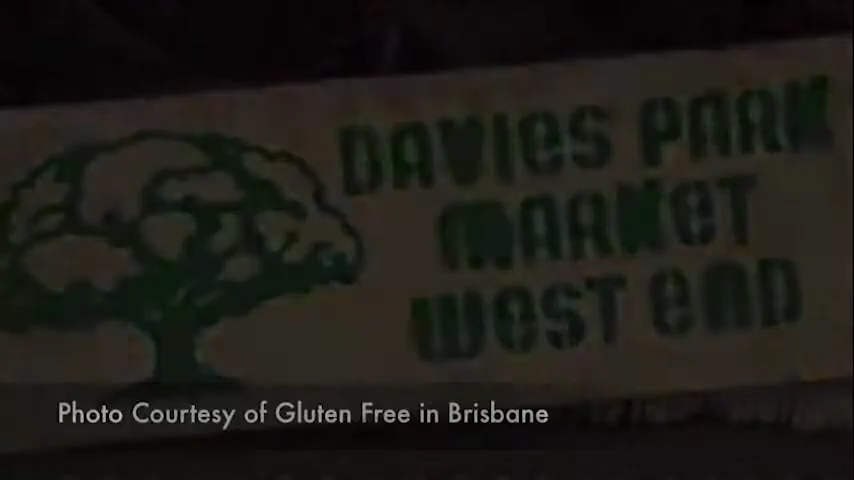 DAVIES PARK
MARKeT
WeST eND
Photo Courtesy of Gluten Free in Brisbane